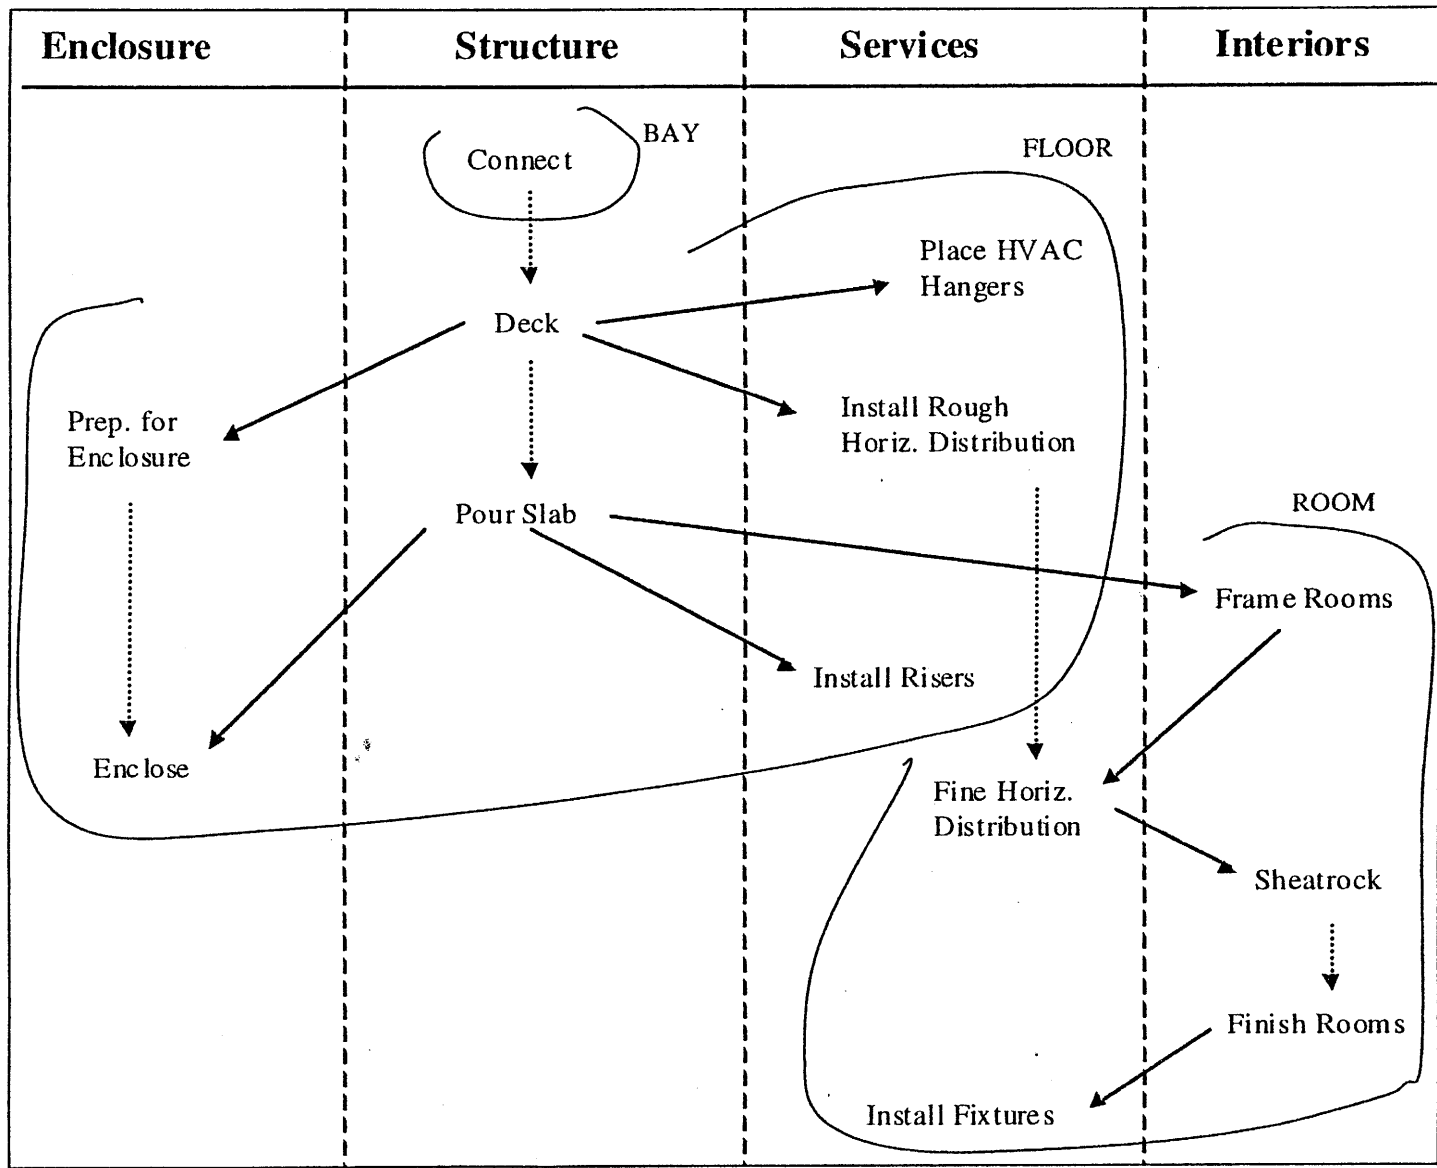 Enclosure
Structure
Services
Interiors
BAY
Connect
FLOOR
Place HVAC
Hangers
Deck
Prep. for
Enclosure
Install Rough
Horiz. Distribution
Pour Slab
ROOM
Frame Rooms
Install Risers
Enclose
Fine Horiz.
Distribution
Sheatrock
Finish Rooms
Install Fixtures